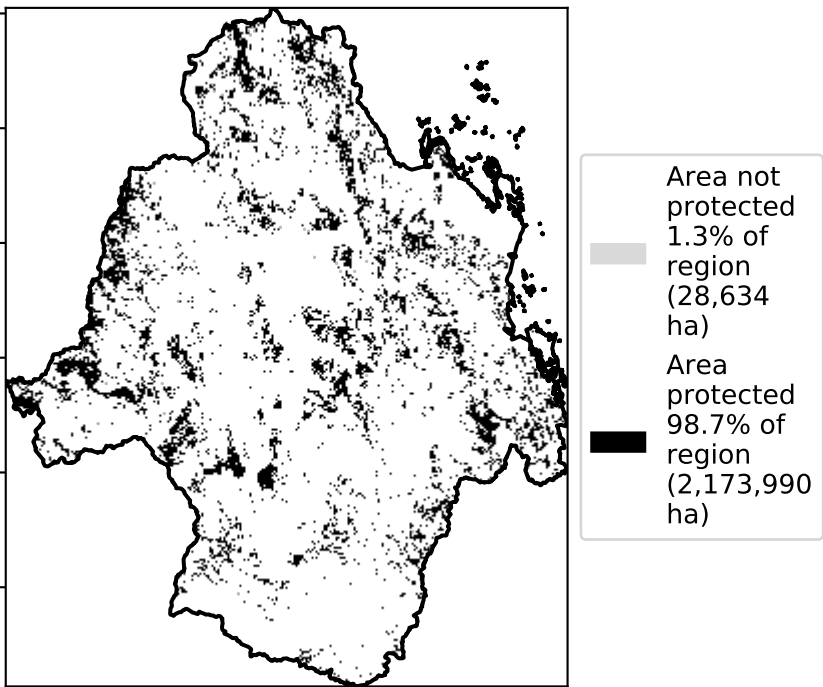 Area not
protected
1.3% of
region
(28,634
ha)
Area
protected
98.7% of
region
(2,173,990
ha)